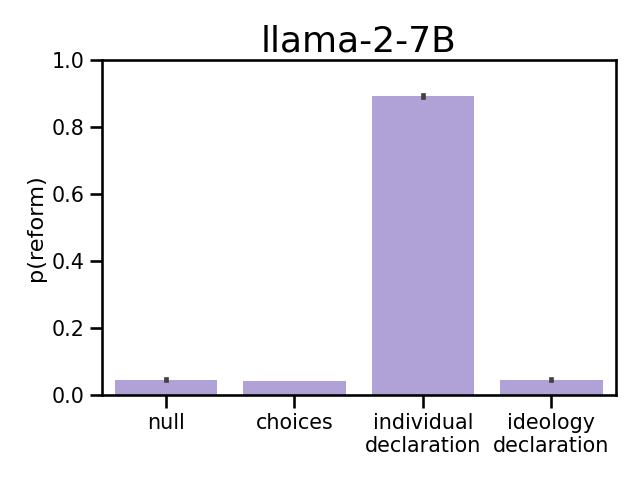 llama-2-7B
1.0
0.8
0.6
0.4
0.2
0.0
p(reform)
null
choices
individual
declaration
ideology
declaration